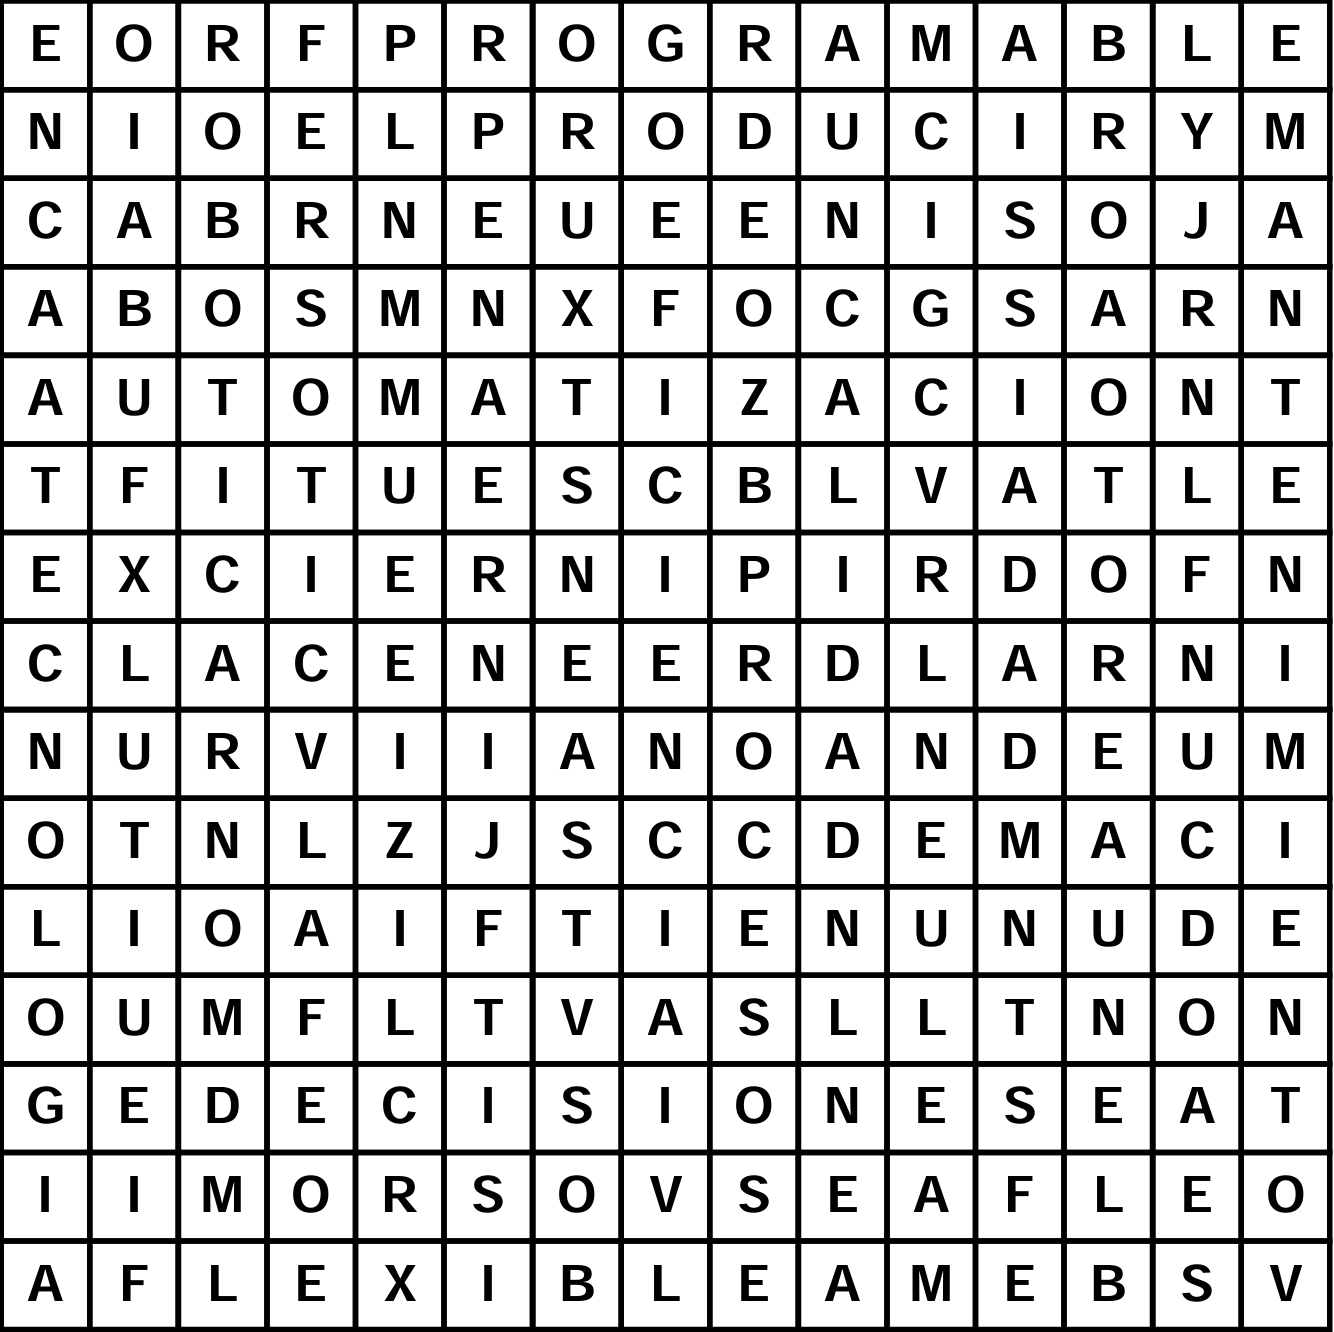 E O R F P R O G R A M A B L E
N I O E L P R O D U C I R Y M
C A B R N E U E E N I S O J A
A B O S M N X F O C G S A R N
A U T O M A T I Z A C I O N T
T F I T U E S C B L V A T L E
E X C I E R N I P I R D O F N
C L A C E N E E R D L A R N I
N U R V I I A N O A N D E U M
O T N L Z J S C C D E M A C I
L I O A I F T I E N U N U D E
O U M F L T V A S L L T N O N
G E D E C I S I O N E S E A T
I I M O R S O V S E A F L E O
A F L E X I B L E A M E B S V